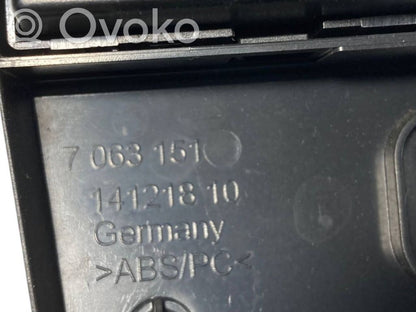 Ovoko
7 063 151
141218 10
Germany
>ABS/PC<